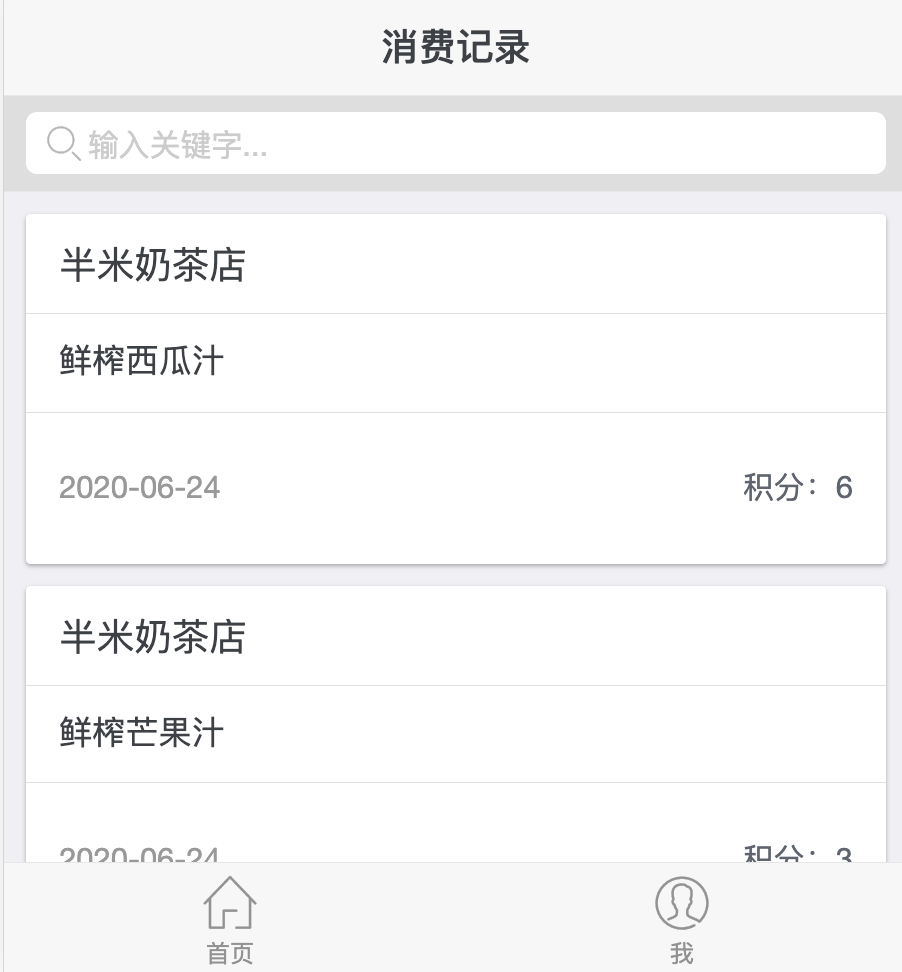 消费记录
输入关键字...
半米奶茶店
鲜榨西瓜汁
2020-06-24
积分：6
半米奶茶店
鲜榨芒果汁
2020-06-24
积分：3
首页
我